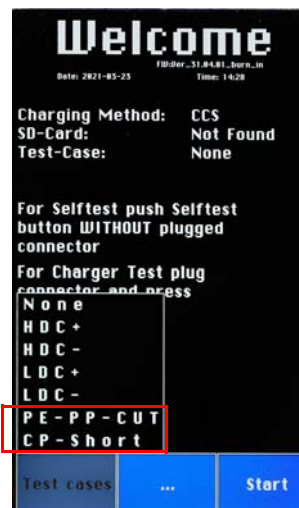 Welcome
FW:Ver_31.04.01_burn_in
Date: 2021-03-23 Time: 14:28
Charging Method: CCS
SD-Card: Not Found
Test-Case: None
For Selftest push Selftest
button WITHOUT plugged
connector
For Charger Test plug
connector and press
None
HDC+
HDC-
LDC+
LDC-
PE-PP-CUT
CP-Short
Test cases ... Start